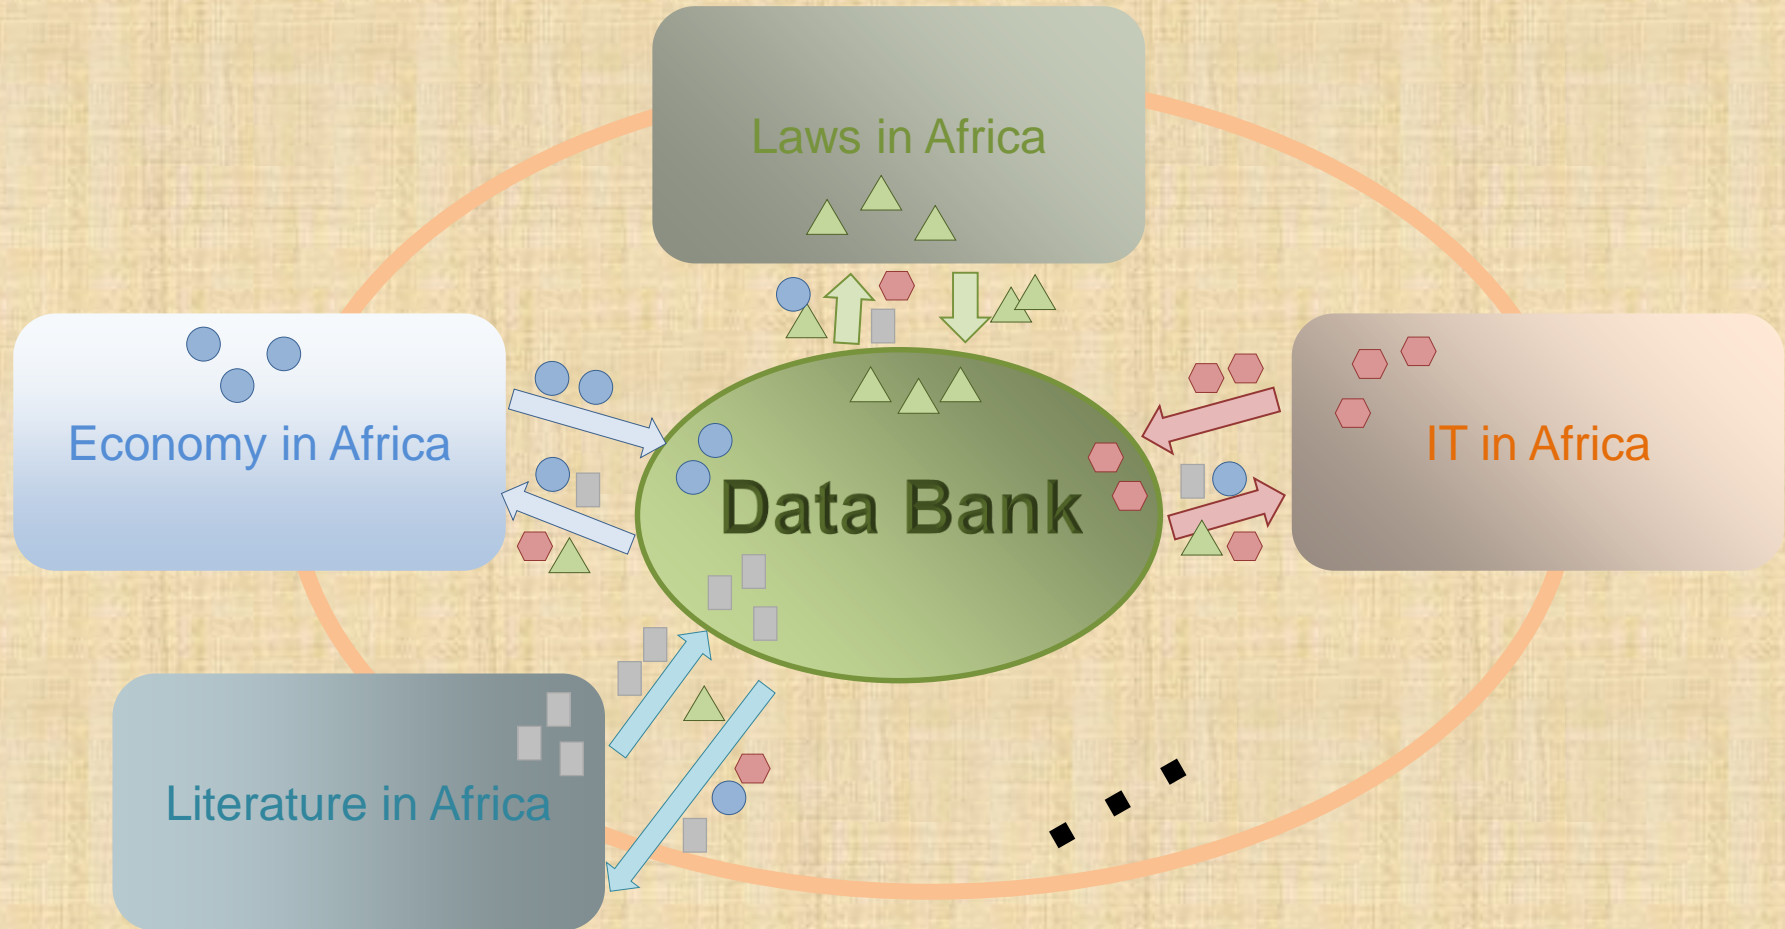 Laws in Africa
Economy in Africa
IT in Africa
Data Bank
Literature in Africa